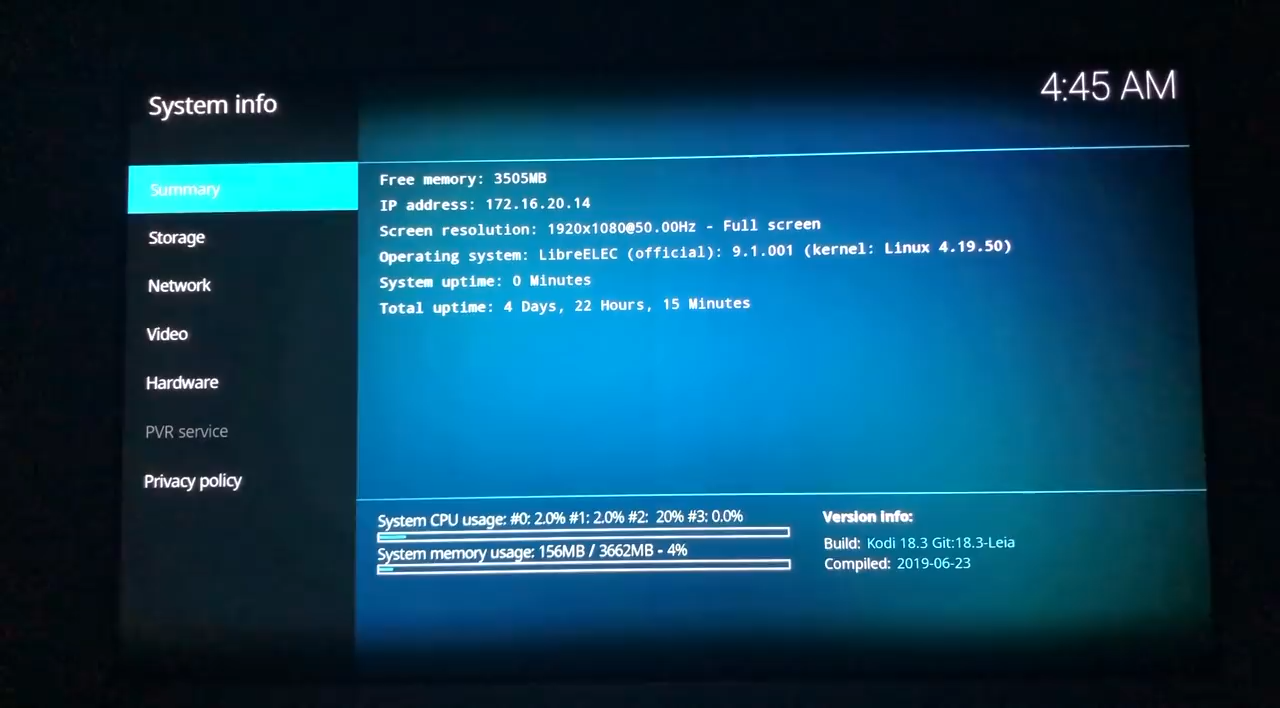 System info
4:45 AM
Summary
Storage
Network
Video
Hardware
PVR service
Privacy policy
Free memory: 3505MB
IP address: 172.16.20.14
Screen resolution: 1920x1080@50.00Hz - Full screen
Operating system: LibreELEC (official): 9.1.001 (kernel: Linux 4.19.50)
System uptime: 0 Minutes
Total uptime: 4 Days, 22 Hours, 15 Minutes
System CPU usage: #0: 2.0% #1: 2.0% #2:  20% #3: 0.0%
System memory usage: 156MB / 3662MB - 4%
Version info:
Build: Kodi 18.3 Git:18.3-Leia
Compiled: 2019-06-23